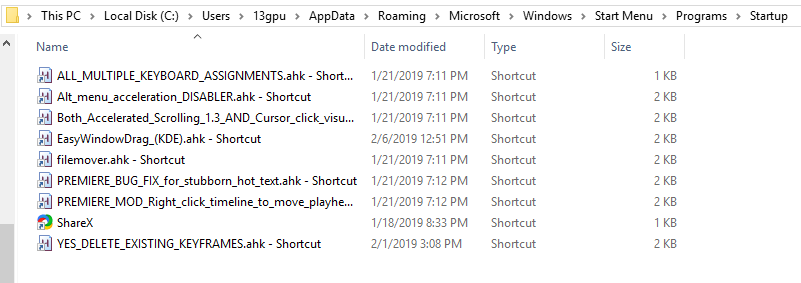 This PC > Local Disk (C:) > Users > 13gpu > AppData > Roaming > Microsoft > Windows > Start Menu > Programs > Startup
Name Date modified Type Size
ALL_MULTIPLE_KEYBOARD_ASSIGNMENTS.ahk - Short... 1/21/2019 7:11 PM Shortcut 1 KB
Alt_menu_acceleration_DISABLER.ahk - Shortcut 1/21/2019 7:11 PM Shortcut 2 KB
Both_Accelerated_Scrolling_1.3_AND_Cursor_click_visu... 1/21/2019 7:11 PM Shortcut 2 KB
EasyWindowDrag_(KDE).ahk - Shortcut 2/6/2019 12:51 PM Shortcut 2 KB
filemover.ahk - Shortcut 1/21/2019 7:11 PM Shortcut 2 KB
PREMIERE_BUG_FIX_for_stubborn_hot_text.ahk - Shortcut 1/21/2019 7:12 PM Shortcut 2 KB
PREMIERE_MOD_Right_click_timeline_to_move_playhe... 1/21/2019 7:12 PM Shortcut 2 KB
ShareX 1/18/2019 8:33 PM Shortcut 1 KB
YES_DELETE_EXISTING_KEYFRAMES.ahk - Shortcut 2/1/2019 3:08 PM Shortcut 2 KB